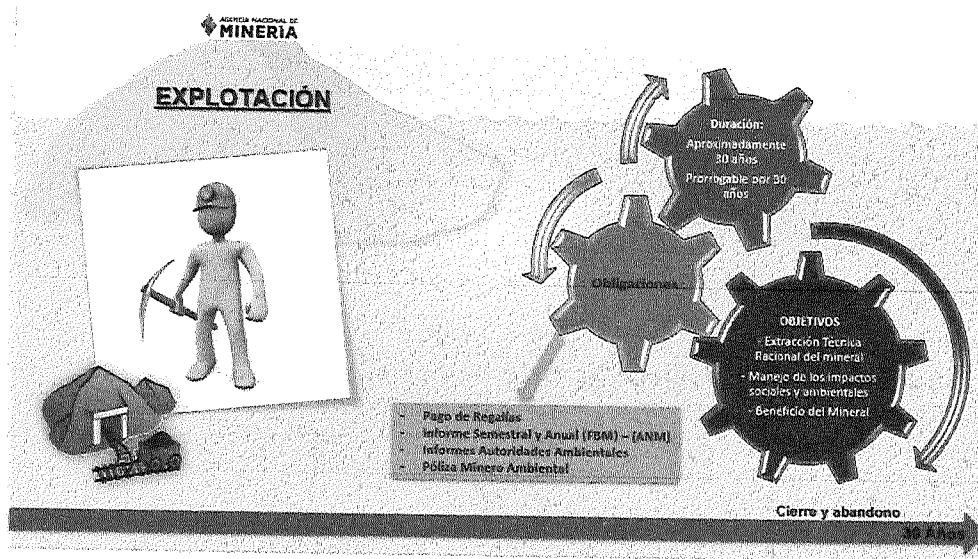 AGENCIA NACIONAL DE
MINERÍA
EXPLOTACIÓN
Duración:
Aproximadamente
30 años
Prorrogable por 30
años
Obligaciones
OBJETIVOS
- Extracción Técnica
Racional del mineral
- Manejo de los impactos
sociales y ambientales
- Beneficio del Mineral
- Pago de Regalías
- Informe Semestral y Anual (FBM) – (ANM)
- Informes Autoridades Ambientales
- Póliza Minero Ambiental
Cierre y abandono
30 Años